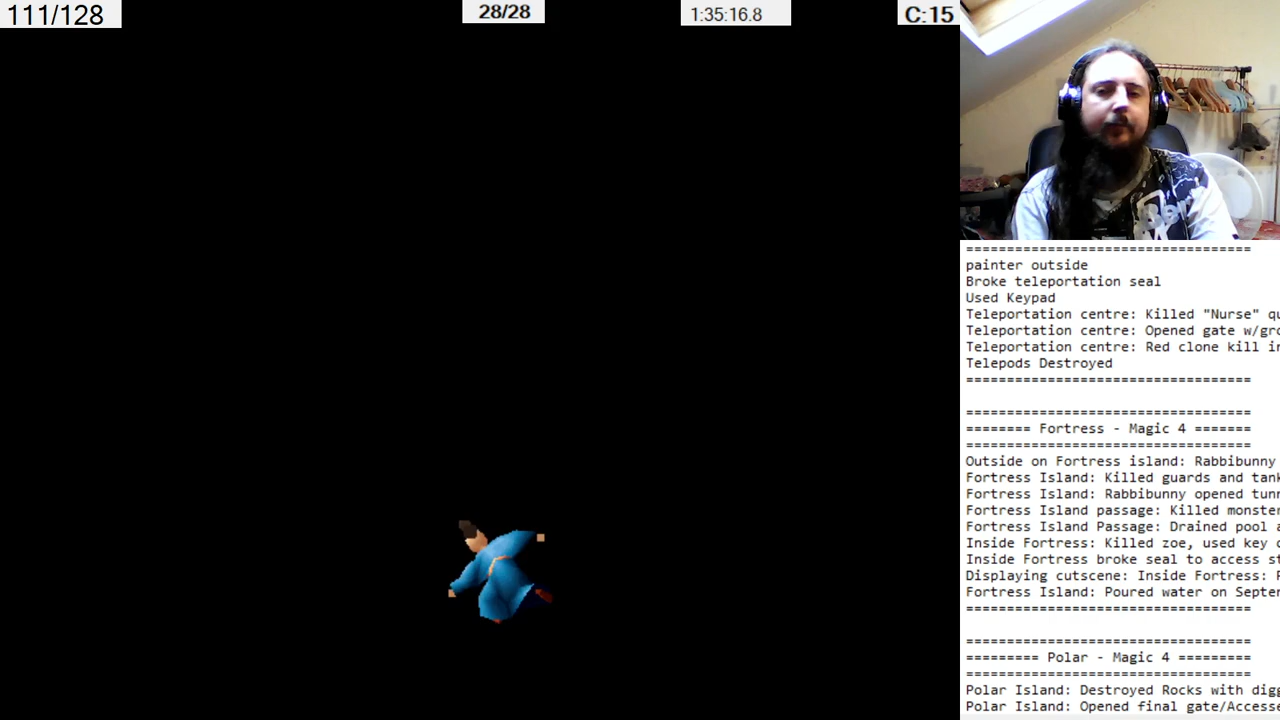 111/128
28/28
1:35:16.8
C:15
===================================
painter outside
Broke teleportation seal
Used Keypad
Teleportation centre: Killed "Nurse" qu
Teleportation centre: Opened gate w/gro
Teleportation centre: Red clone kill in
Telepods Destroyed
===================================
===================================
======== Fortress - Magic 4 =======
===================================
Outside on Fortress island: Rabbibunny
Fortress Island: Killed guards and tank
Fortress Island: Rabbibunny opened tunn
Fortress Island passage: Killed monster
Fortress Island Passage: Drained pool a
Inside Fortress: Killed zoe, used key o
Inside Fortress broke seal to access st
Displaying cutscene: Inside Fortress:
Fortress Island: Poured water on Septem
===================================
===================================
========= Polar - Magic 4 =========
===================================
Polar Island: Destroyed Rocks with digg
Polar Island: Opened final gate/Accesse